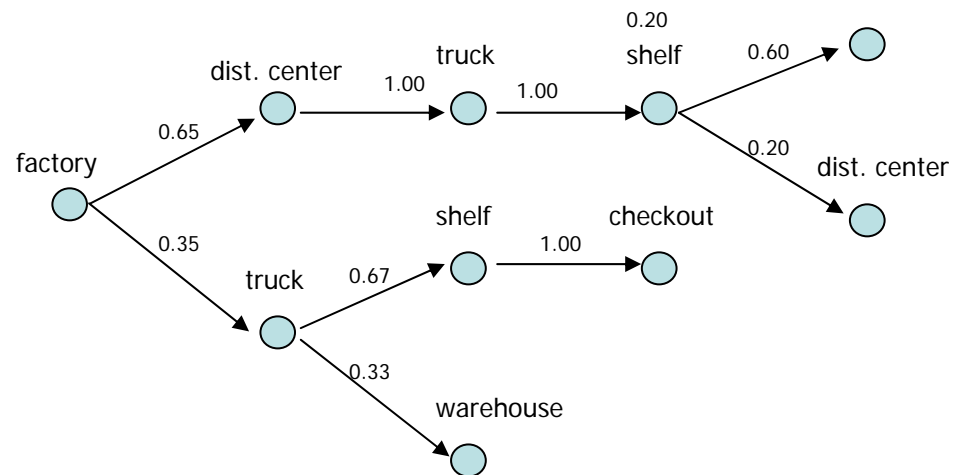 0.20
truck
shelf
0.60
dist. center
1.00
1.00
0.65
0.20
dist. center
factory
shelf
checkout
0.35
1.00
truck
0.67
0.33
warehouse